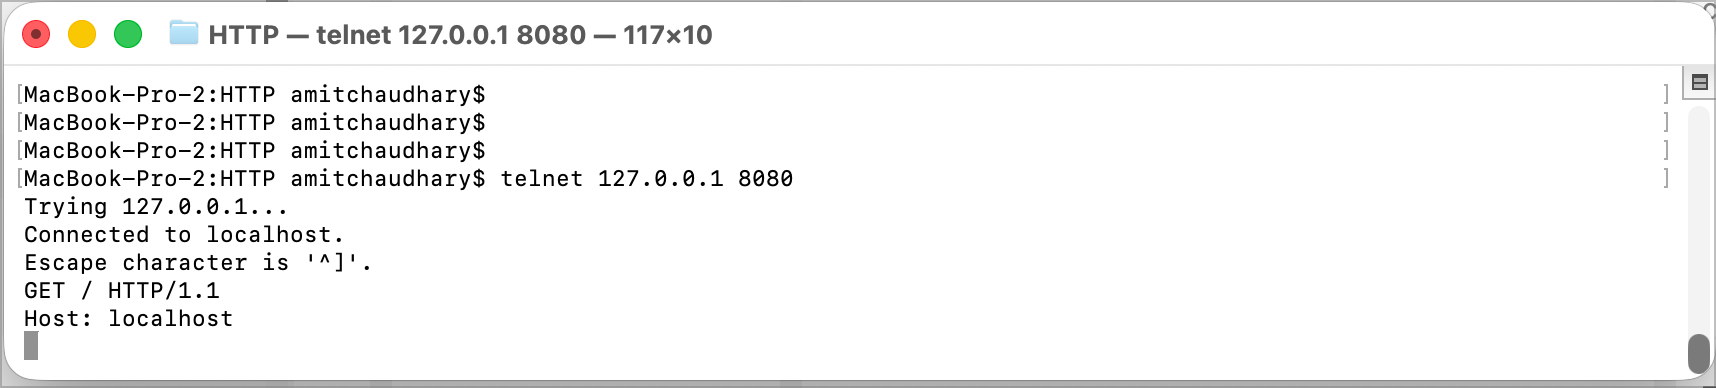 HTTP — telnet 127.0.0.1 8080 — 117×10
[MacBook-Pro-2:HTTP amitchaudhary$ ]
[MacBook-Pro-2:HTTP amitchaudhary$ ]
[MacBook-Pro-2:HTTP amitchaudhary$ ]
[MacBook-Pro-2:HTTP amitchaudhary$ telnet 127.0.0.1 8080 ]
Trying 127.0.0.1...
Connected to localhost.
Escape character is '^]'.
GET / HTTP/1.1
Host: localhost